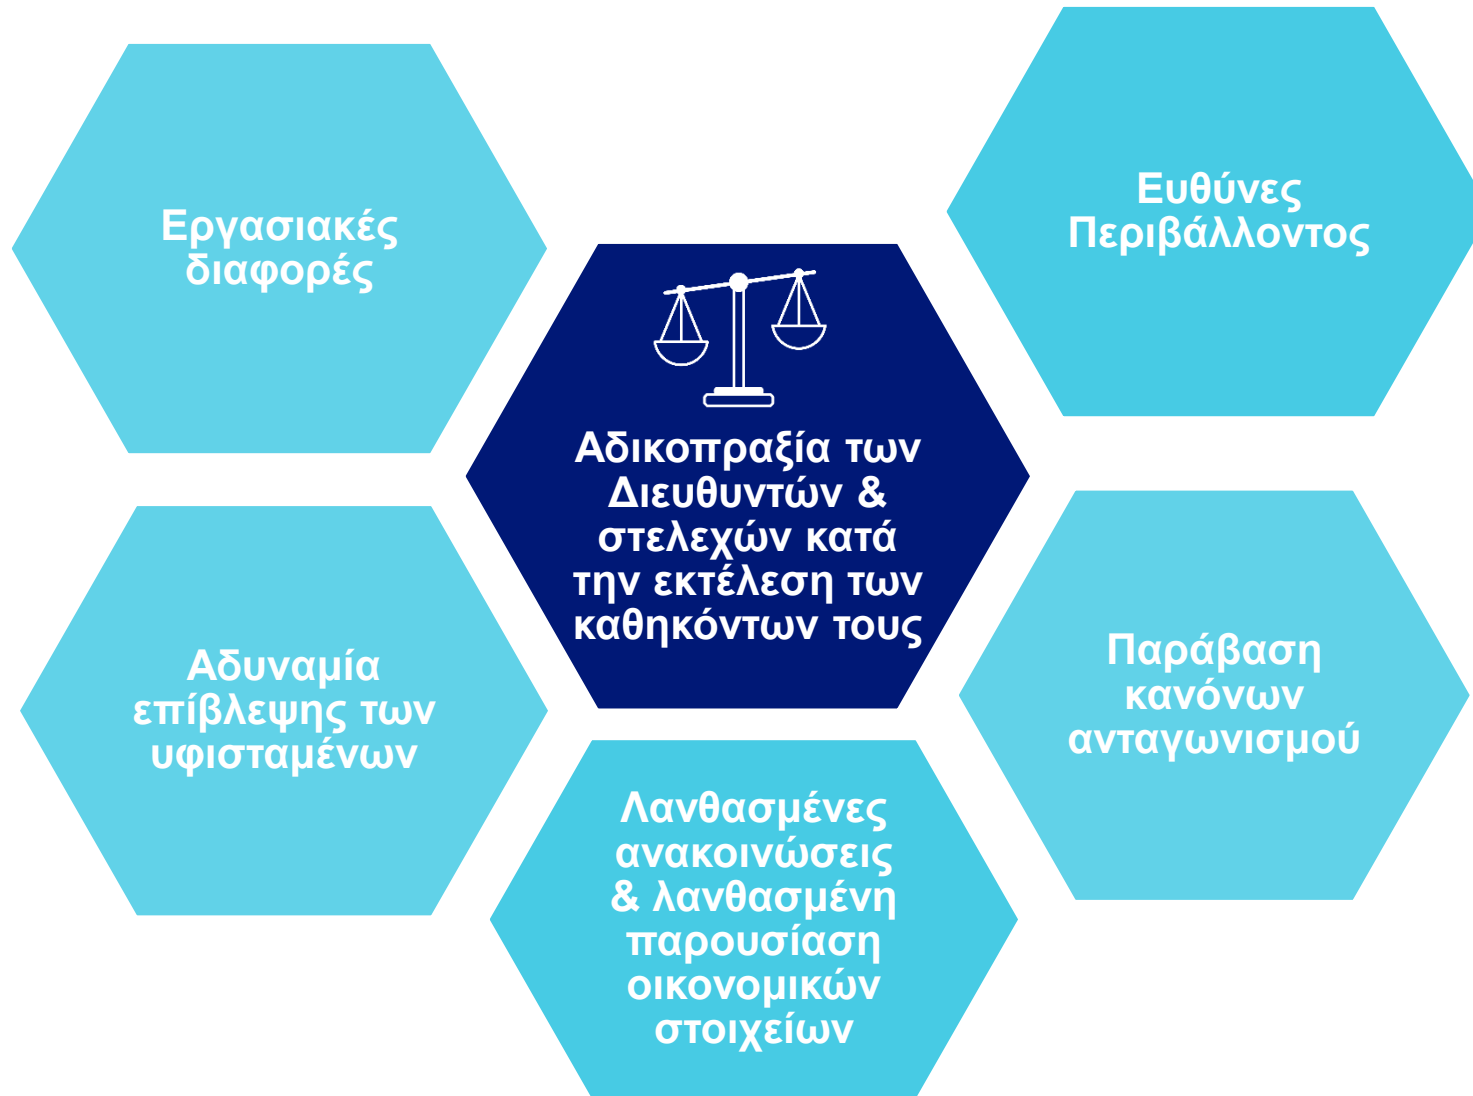 Εργασιακές
διαφορές
Ευθύνες
Περιβάλλοντος
Αδικοπραξία των
Διευθυντών &
στελεχών κατά
την εκτέλεση των
καθηκόντων τους
Αδυναμία
επίβλεψης των
υφισταμένων
Παράβαση
κανόνων
ανταγωνισμού
Λανθασμένες
ανακοινώσεις
& λανθασμένη
παρουσίαση
οικονομικών
στοιχείων